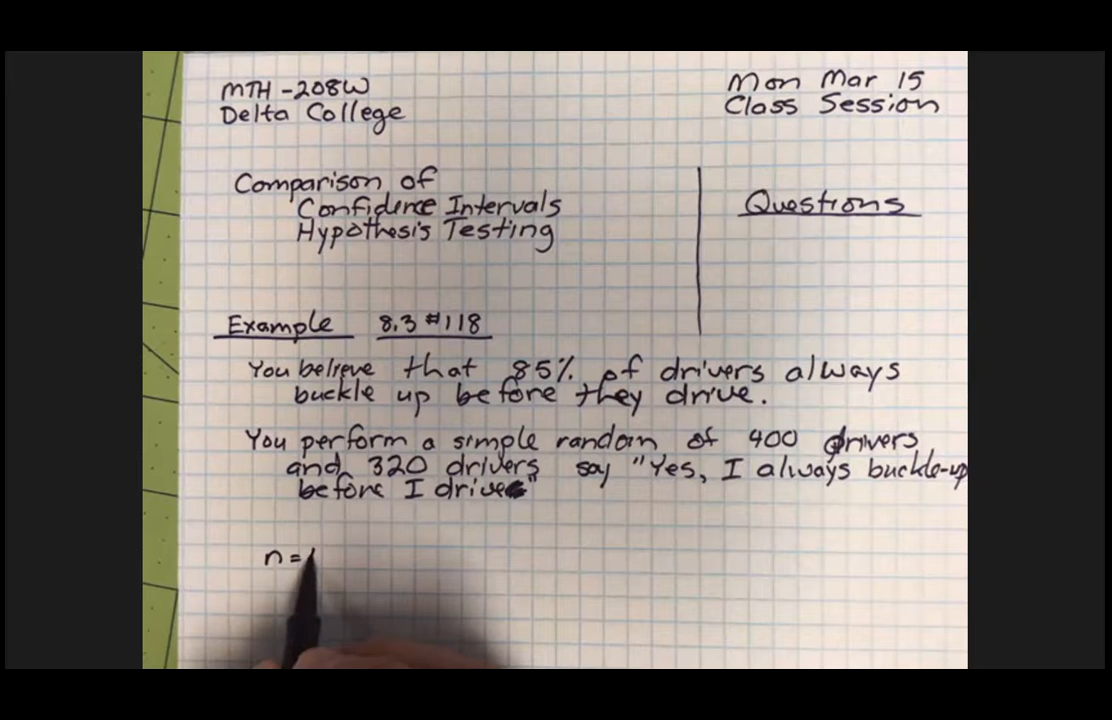 MTH-208W
Delta College
Mon Mar 15
Class Session
Comparison of
Confidence Intervals
Hypothesis Testing
Questions
Example 8.3 #118
You believe that 85% of drivers always
buckle up before they drive.
You perform a simple random of 400 drivers
and 320 drivers say "Yes, I always buckle-up
before I drive"
n =